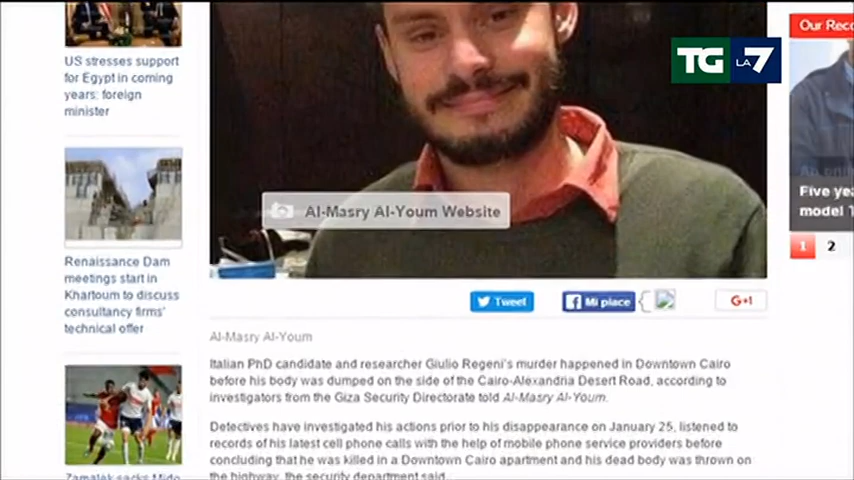 TG LA 7
Our Reco
US stresses support
for Egypt in coming
years: foreign
minister
Al-Masry Al-Youm Website
Five yea
model T
1 2
Renaissance Dam
meetings start in
Khartoum to discuss
consultancy firms'
technical offer
Tweet
Mi piace
G+1
Al-Masry Al-Youm
Italian PhD candidate and researcher Giulio Regeni's murder happened in Downtown Cairo
before his body was dumped on the side of the Cairo-Alexandria Desert Road, according to
investigators from the Giza Security Directorate told Al-Masry Al-Youm.
Detectives have investigated his actions prior to his disappearance on January 25, listened to
records of his latest cell phone calls with the help of mobile phone service providers before
concluding that he was killed in a Downtown Cairo apartment and his dead body was thrown on
the highway, the security department said.
Zamalek sacks Mido